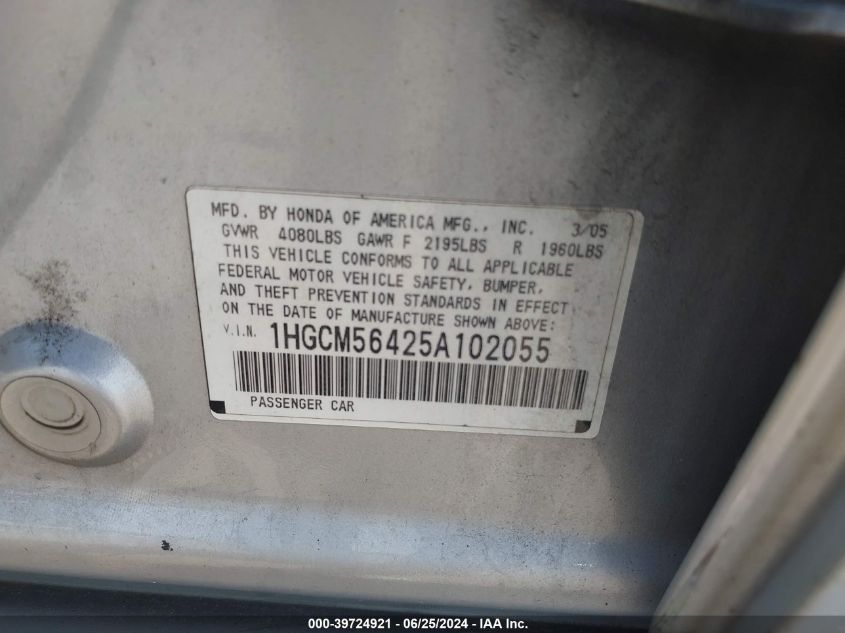 MFD. BY HONDA OF AMERICA MFG., INC. 3/05
GVWR 4080LBS GAWR F 2195LBS R 1960LBS
THIS VEHICLE CONFORMS TO ALL APPLICABLE
FEDERAL MOTOR VEHICLE SAFETY, BUMPER,
AND THEFT PREVENTION STANDARDS IN EFFECT
ON THE DATE OF MANUFACTURE SHOWN ABOVE:
V.I.N. 1HGCM56425A102055
PASSENGER CAR
000-39724921 - 06/25/2024 - IAA Inc.